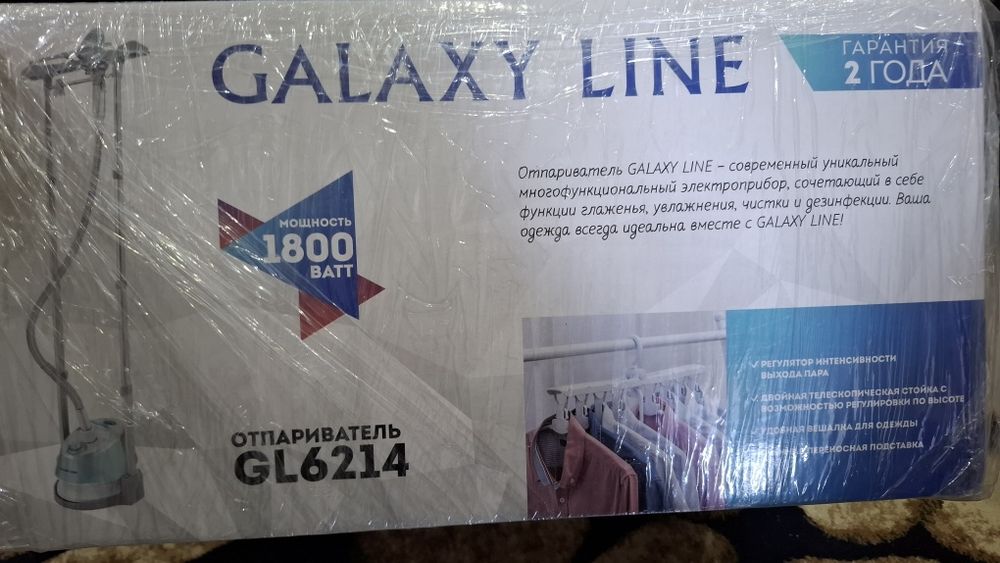 GALAXY LINE
ГАРАНТИЯ
2 ГОДА
Отпариватель GALAXY LINE – современный уникальный
многофункциональный электроприбор, сочетающий в себе
функции глаженья, увлажнения, чистки и дезинфекции. Ваша
одежда всегда идеальна вместе с GALAXY LINE!
МОЩНОСТЬ
1800
ВАТТ
✓ РЕГУЛЯТОР ИНТЕНСИВНОСТИ
ВЫХОДА ПАРА
✓ ДВОЙНАЯ ТЕЛЕСКОПИЧЕСКАЯ СТОЙКА С
ВОЗМОЖНОСТЬЮ РЕГУЛИРОВКИ ПО ВЫСОТЕ
УДОБНАЯ ВЕШАЛКА ДЛЯ ОДЕЖДЫ
ПЕРЕНОСНАЯ ПОДСТАВКА
ОТПАРИВАТЕЛЬ
GL6214